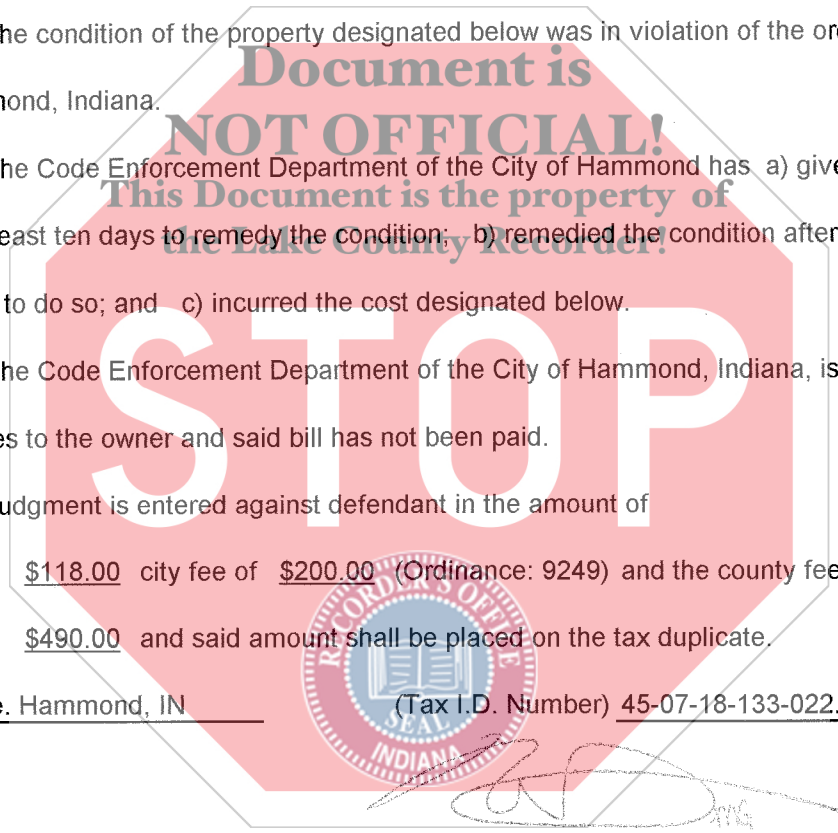 he condition of the property designated below was in violation of the or
Document is
ond, Indiana.
NOT OFFICIAL!
he Code Enforcement Department of the City of Hammond has a) give
This Document is the property of
east ten days to remedy the condition; b) remedied the condition after
the Lake County Recorder!
to do so; and c) incurred the cost designated below.
STOP
he Code Enforcement Department of the City of Hammond, Indiana, is
es to the owner and said bill has not been paid.
udgment is entered against defendant in the amount of
$118.00 city fee of $200.00 (Ordinance: 9249) and the county fee
$490.00 and said amount shall be placed on the tax duplicate.
e. Hammond, IN (Tax I.D. Number) 45-07-18-133-022.
RECORDER'S OFFICE
SEAL
INDIANA